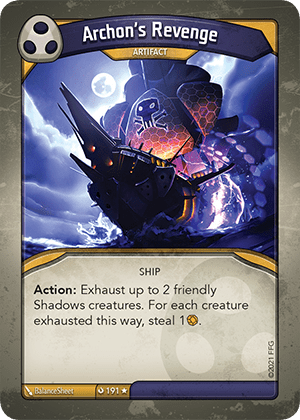 Archon's Revenge
ARTIFACT
SHIP
Action: Exhaust up to 2 friendly
Shadows creatures. For each creature
exhausted this way, steal 1.
BalanceSheet
191
©2021 FFG